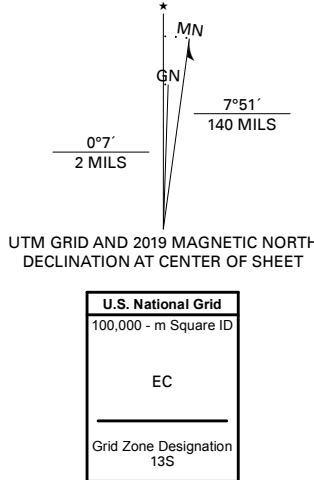 ★
MN
GN
0°7´
2 MILS
7°51´
140 MILS
UTM GRID AND 2019 MAGNETIC NORTH
DECLINATION AT CENTER OF SHEET
U.S. National Grid
100,000 - m Square ID
EC
Grid Zone Designation
13S